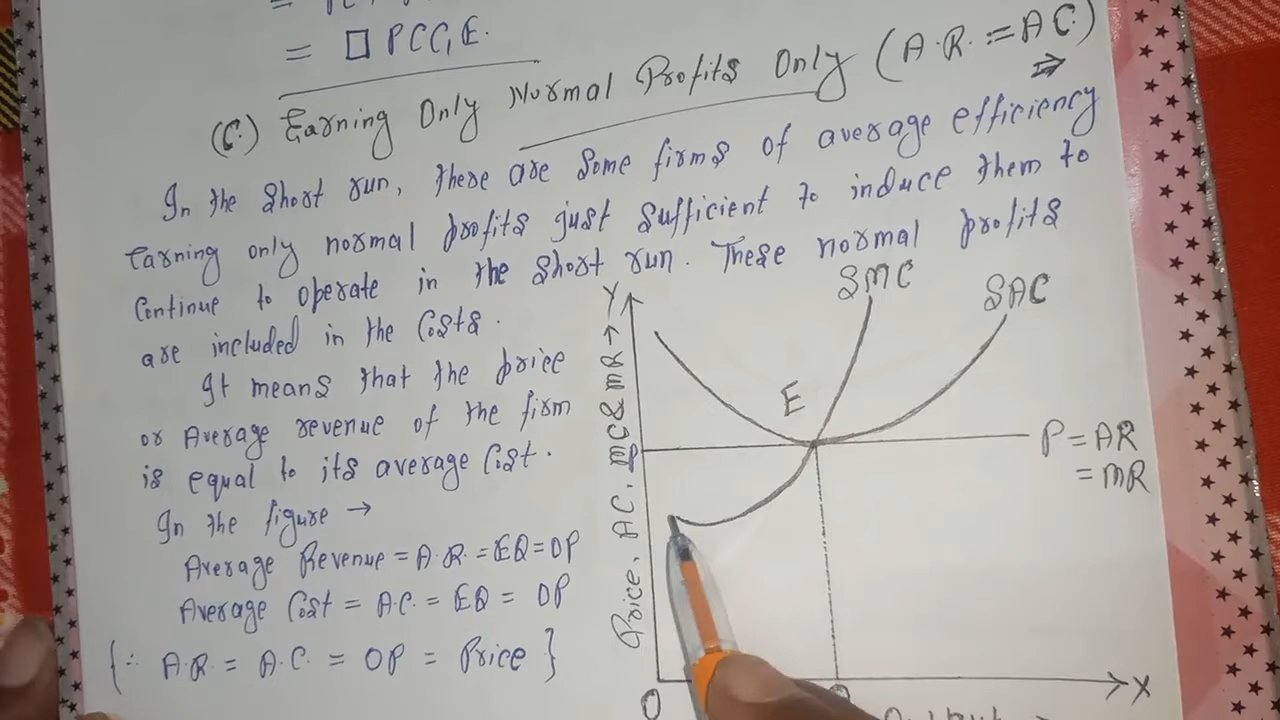 = □ PCC₁E.
(C.) Earning Only Normal Profits Only (A.R. = AC)
⇒
In the Short run, there are Some firms of average efficiency
Earning only normal profits just Sufficient to induce them to
Continue to operate in the Short run. These normal profits
are included in the Costs.
It means that the price
or Average revenue of the firm
is equal to its average Cost.
In the figure →
Average Revenue = A.R. = EQ = OP
Average Cost = A.C. = EQ = OP
{∴ A.R. = A.C. = OP = Price}
Y
SMC
SAC
E
P = AR
= MR
Price, AC, MC & MR →
P
O
X